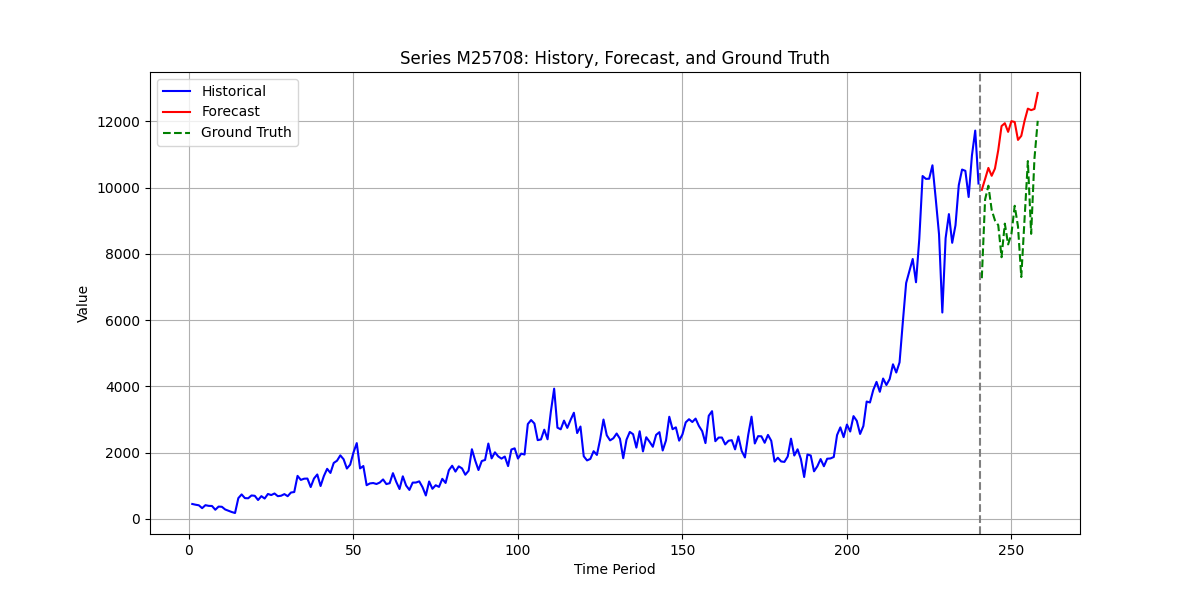 Series M25708: History, Forecast, and Ground Truth
Historical
Forecast
Ground Truth
12000
10000
8000
6000
4000
2000
0
Value
0 50 100 150 200 250
Time Period